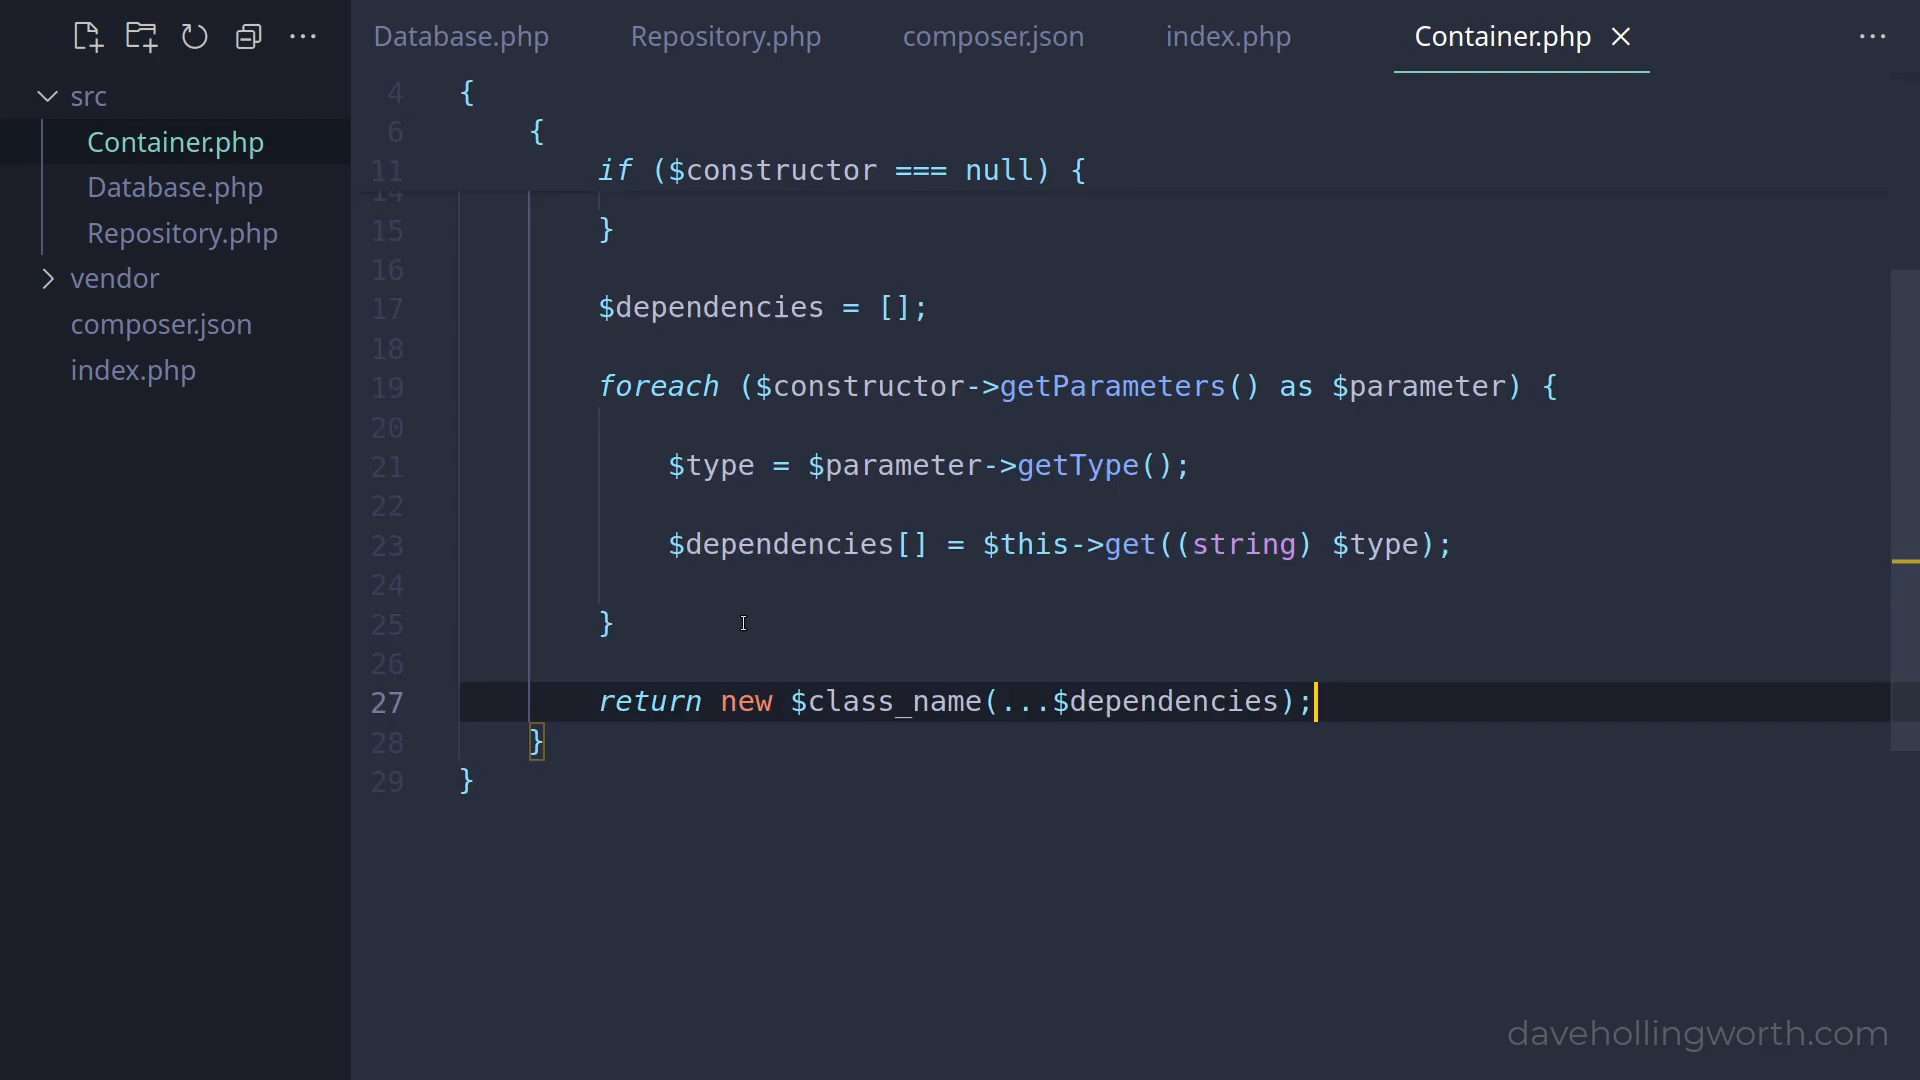 Database.php
Repository.php
composer.json
index.php
Container.php
src
Container.php
Database.php
Repository.php
vendor
composer.json
index.php
4 {
6 {
11 if ($constructor === null) {
14
15 }
16
17 $dependencies = [];
18
19 foreach ($constructor->getParameters() as $parameter) {
20
21 $type = $parameter->getType();
22
23 $dependencies[] = $this->get((string) $type);
24
25 }
26
27 return new $class_name(...$dependencies);
28 }
29 }
davehollingworth.com